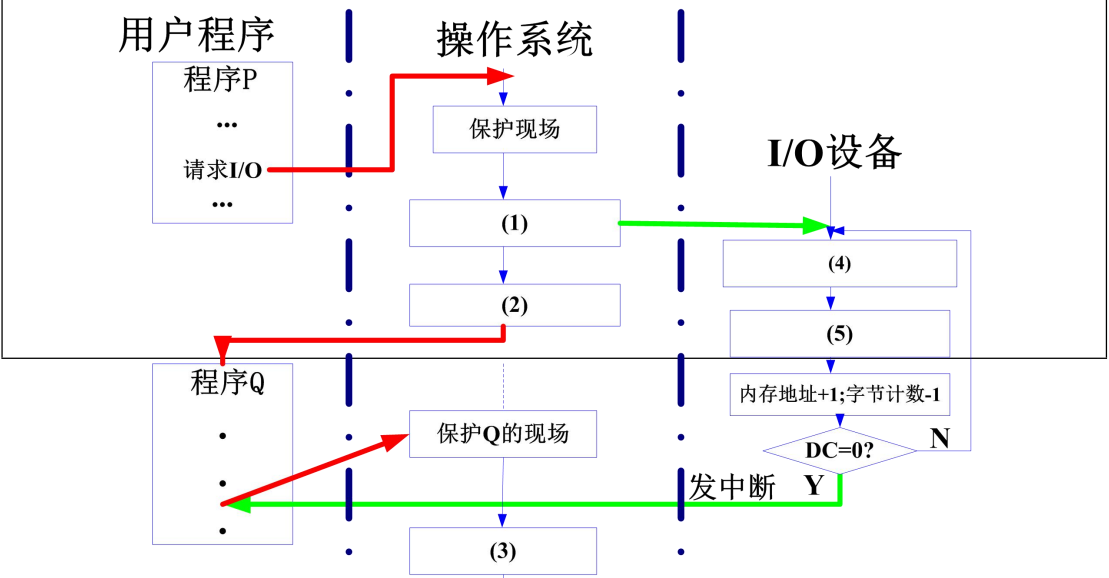 用户程序
操作系统
I/O设备
程序P
...
请求I/O
...
保护现场
(1)
(2)
(4)
(5)
内存地址+1;字节计数-1
DC=0?
N
Y
发中断
程序Q
保护Q的现场
(3)